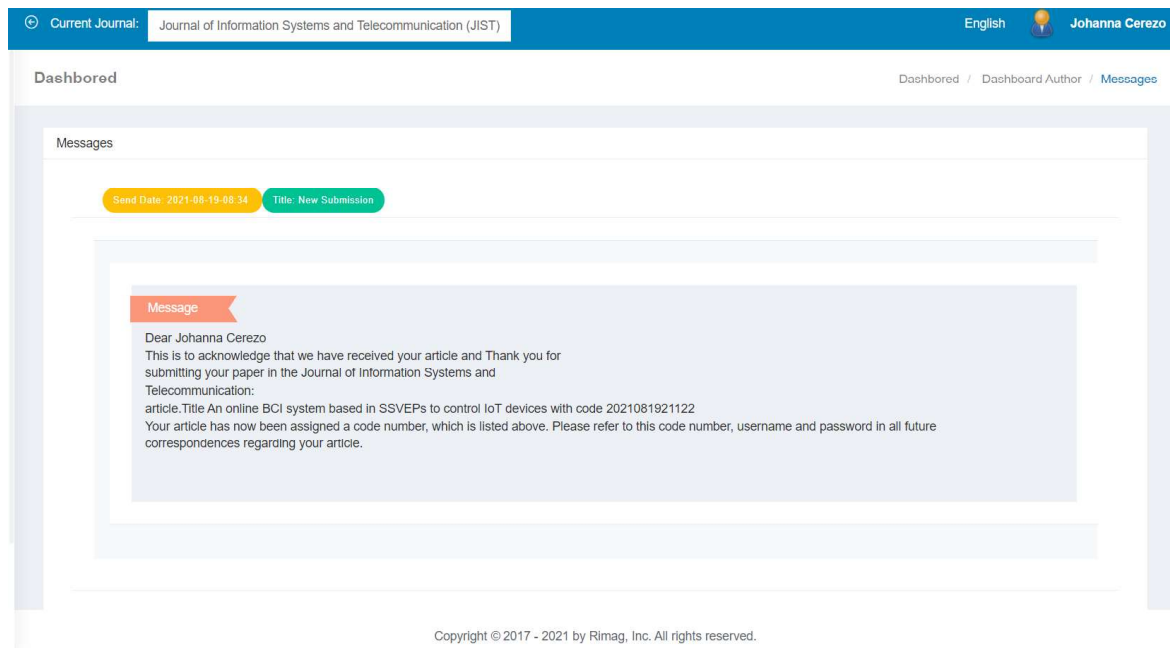 Current Journal: Journal of Information Systems and Telecommunication (JIST) English Johanna Cerezo
Dashbored Dashbored / Dashboard Author / Messages
Messages
Send Date: 2021-08-19-08:34 Title: New Submission
Message
Dear Johanna Cerezo
This is to acknowledge that we have received your article and Thank you for
submitting your paper in the Journal of Information Systems and
Telecommunication:
article.Title An online BCI system based in SSVEPs to control IoT devices with code 2021081921122
Your article has now been assigned a code number, which is listed above. Please refer to this code number, username and password in all future
correspondences regarding your article.
Copyright © 2017 - 2021 by Rimag, Inc. All rights reserved.